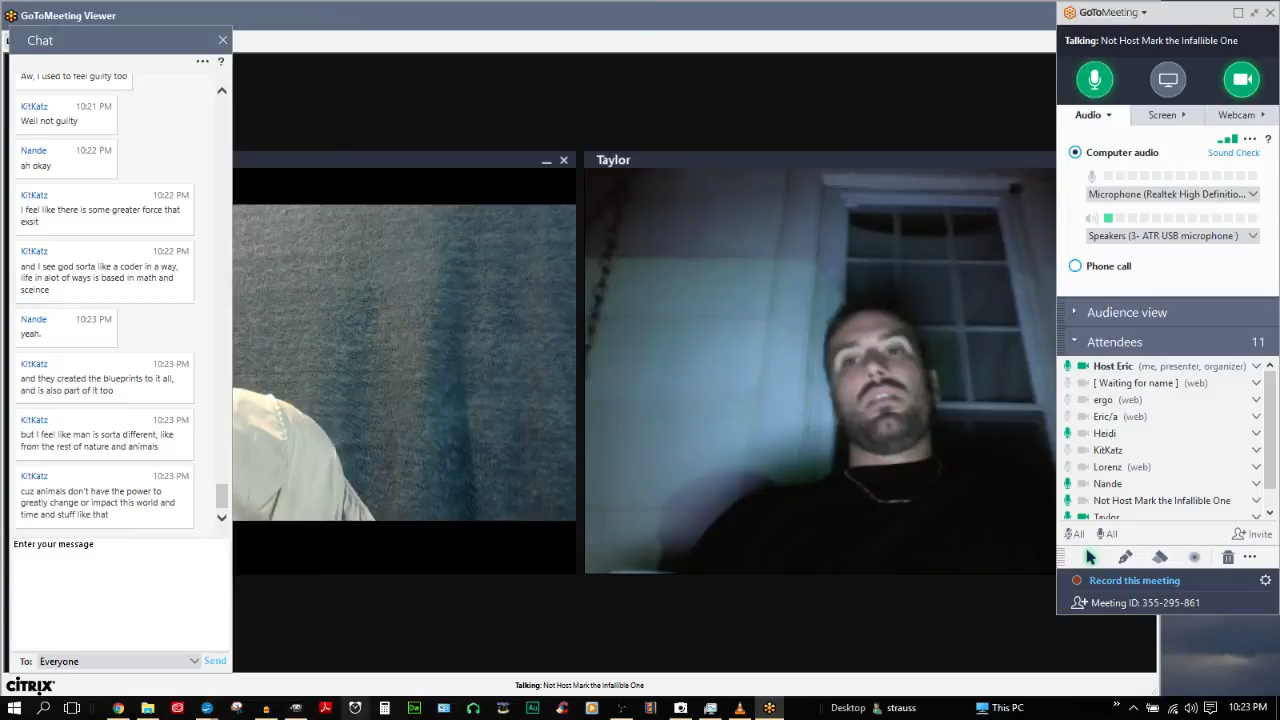 GoToMeeting Viewer
Chat
... ?
Aw, I used to feel guilty too
KitKatz 10:21 PM
Well not guilty
Nande 10:22 PM
ah okay
KitKatz 10:22 PM
I feel like there is some greater force that
exsit
KitKatz 10:22 PM
and I see god sorta like a coder in a way,
life in alot of ways is based in math and
sceince
Nande 10:23 PM
yeah.
KitKatz 10:23 PM
and they created the blueprints to it all,
and is also part of it too
KitKatz 10:23 PM
but I feel like man is sorta different, like
from the rest of nature and animals
KitKatz 10:23 PM
cuz animals don't have the power to
greatly change or impact this world and
time and stuff like that
Enter your message
To: Everyone Send
CITRIX
Taylor
Talking: Not Host Mark the Infallible One
GoToMeeting
Talking: Not Host Mark the Infallible One
Audio Screen Webcam
... ?
Computer audio Sound Check
Microphone (Realtek High Definitio...
Speakers (3- ATR USB microphone )
Phone call
Audience view
Attendees 11
Host Eric (me, presenter, organizer)
[ Waiting for name ] (web)
ergo (web)
Eric/a (web)
Heidi
KitKatz
Lorenz (web)
Nande
Not Host Mark the Infallible One
Taylor
All All Invite
Record this meeting
Meeting ID: 355-295-861
Dw Au Desktop strauss This PC 10:23 PM